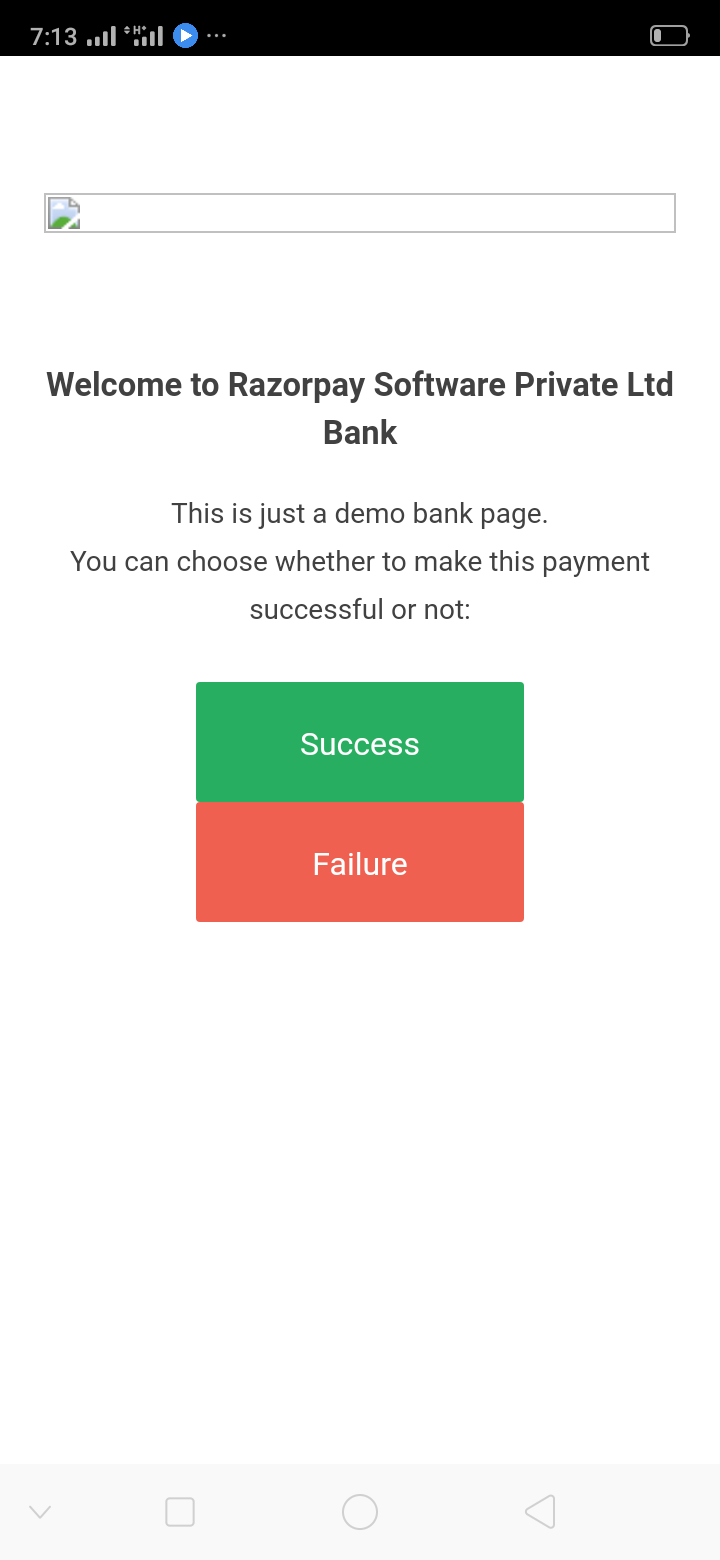 7:13
Welcome to Razorpay Software Private Ltd
Bank
This is just a demo bank page.
You can choose whether to make this payment
successful or not:
Success
Failure